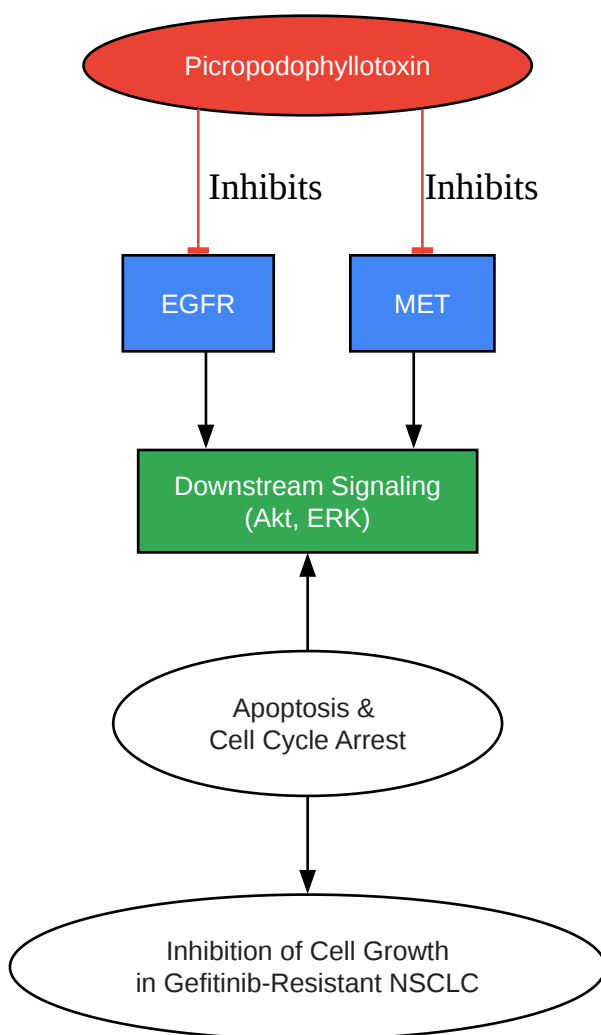 Picropodophyllotoxin
Inhibits
Inhibits
EGFR
MET
Downstream Signaling
(Akt, ERK)
Apoptosis &
Cell Cycle Arrest
Inhibition of Cell Growth
in Gefitinib-Resistant NSCLC